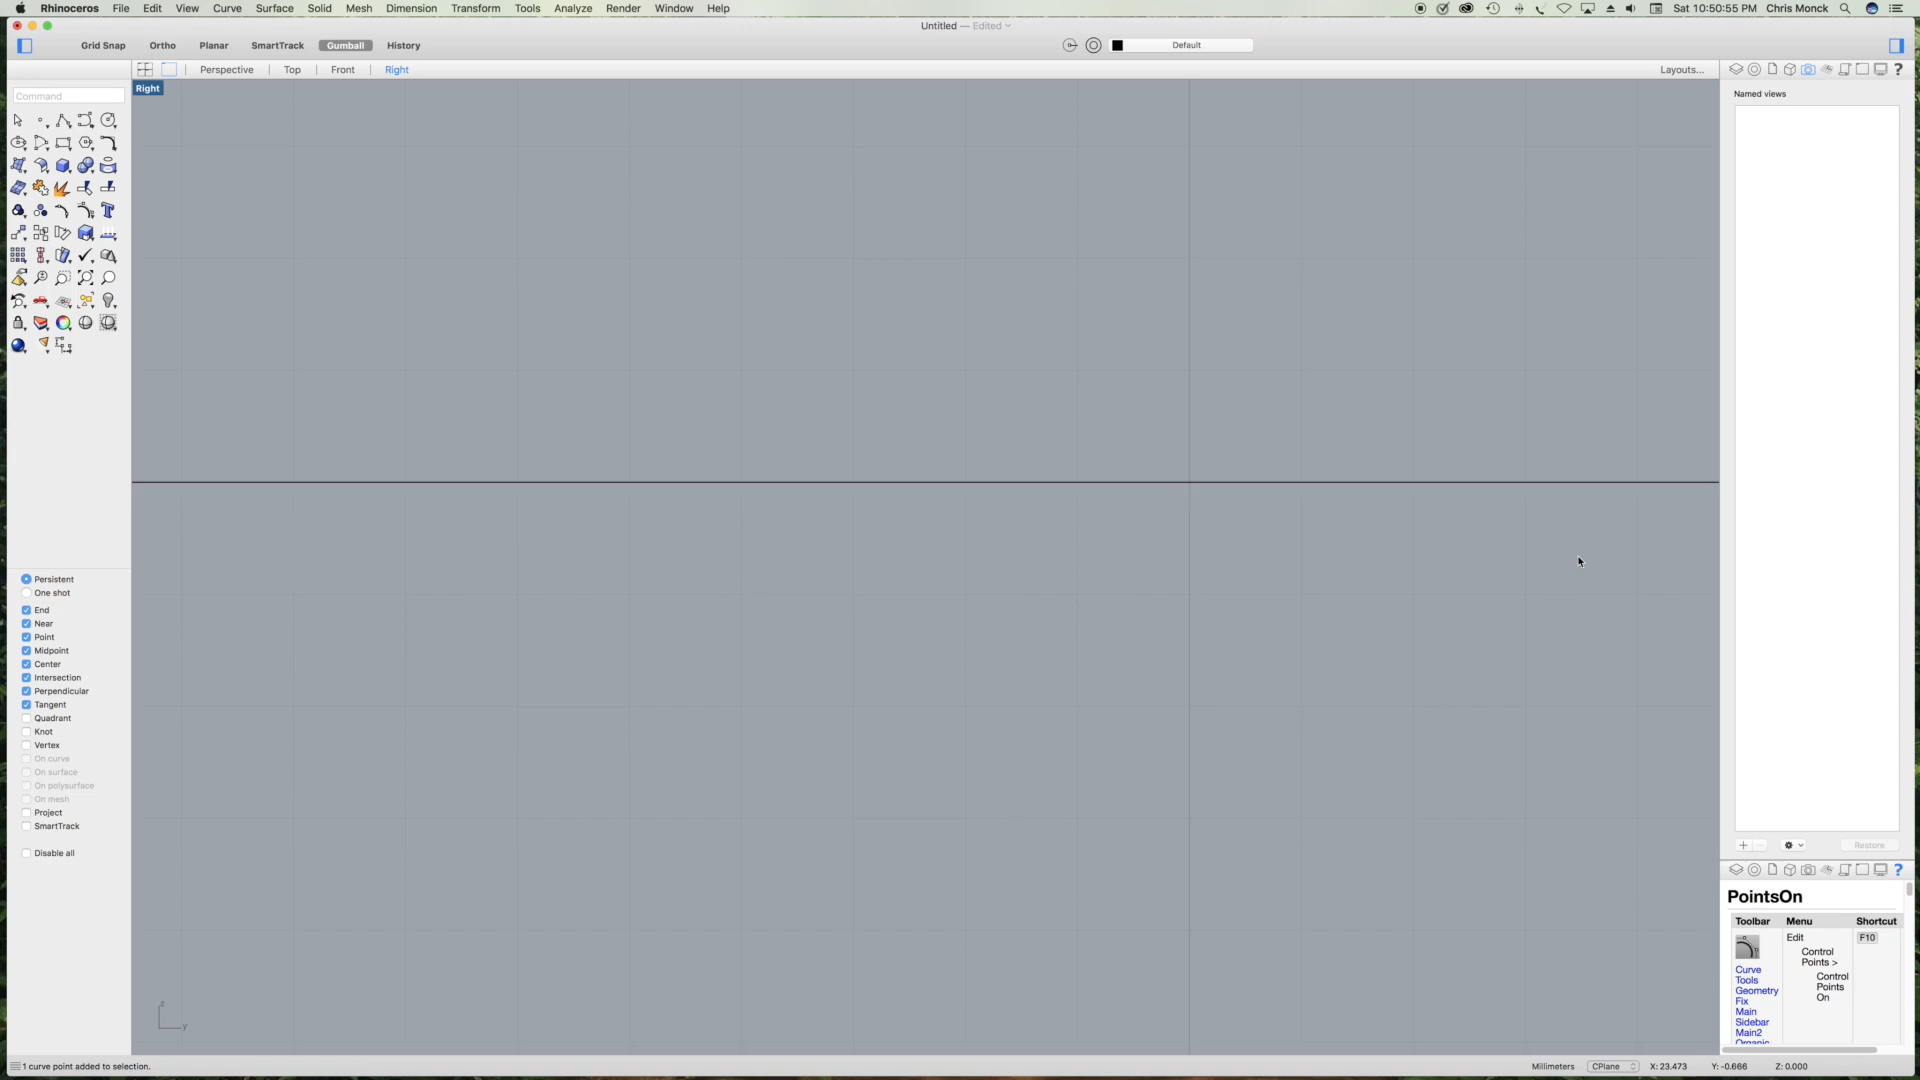 Rhinoceros File Edit View Curve Surface Solid Mesh Dimension Transform Tools Analyze Render Window Help Sat 10:50:55 PM Chris Monck
Untitled — Edited
Grid Snap Ortho Planar SmartTrack Gumball History Default
Perspective Top Front Right Layouts...
Right
Command
Named views
Persistent
One shot
End
Near
Point
Midpoint
Center
Intersection
Perpendicular
Tangent
Quadrant
Knot
Vertex
On curve
On surface
On polysurface
On mesh
Project
SmartTrack
Disable all
Restore
PointsOn
Toolbar Menu Shortcut
Edit F10
Control
Points >
Control
Points
On
Curve
Tools
Geometry
Fix
Main
Sidebar
Main2
Organic
z
y
1 curve point added to selection. Millimeters CPlane X: 23.473 Y: -0.666 Z: 0.000